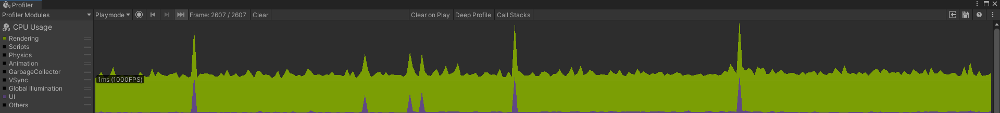 Profiler
Profiler Modules Playmode Frame: 2607 / 2607 Clear Clear on Play Deep Profile Call Stacks
CPU CPU Usage
Rendering
Scripts
Physics
Animation
GarbageCollector
VSync
Global Illumination
UI
Others
1ms (1000FPS)